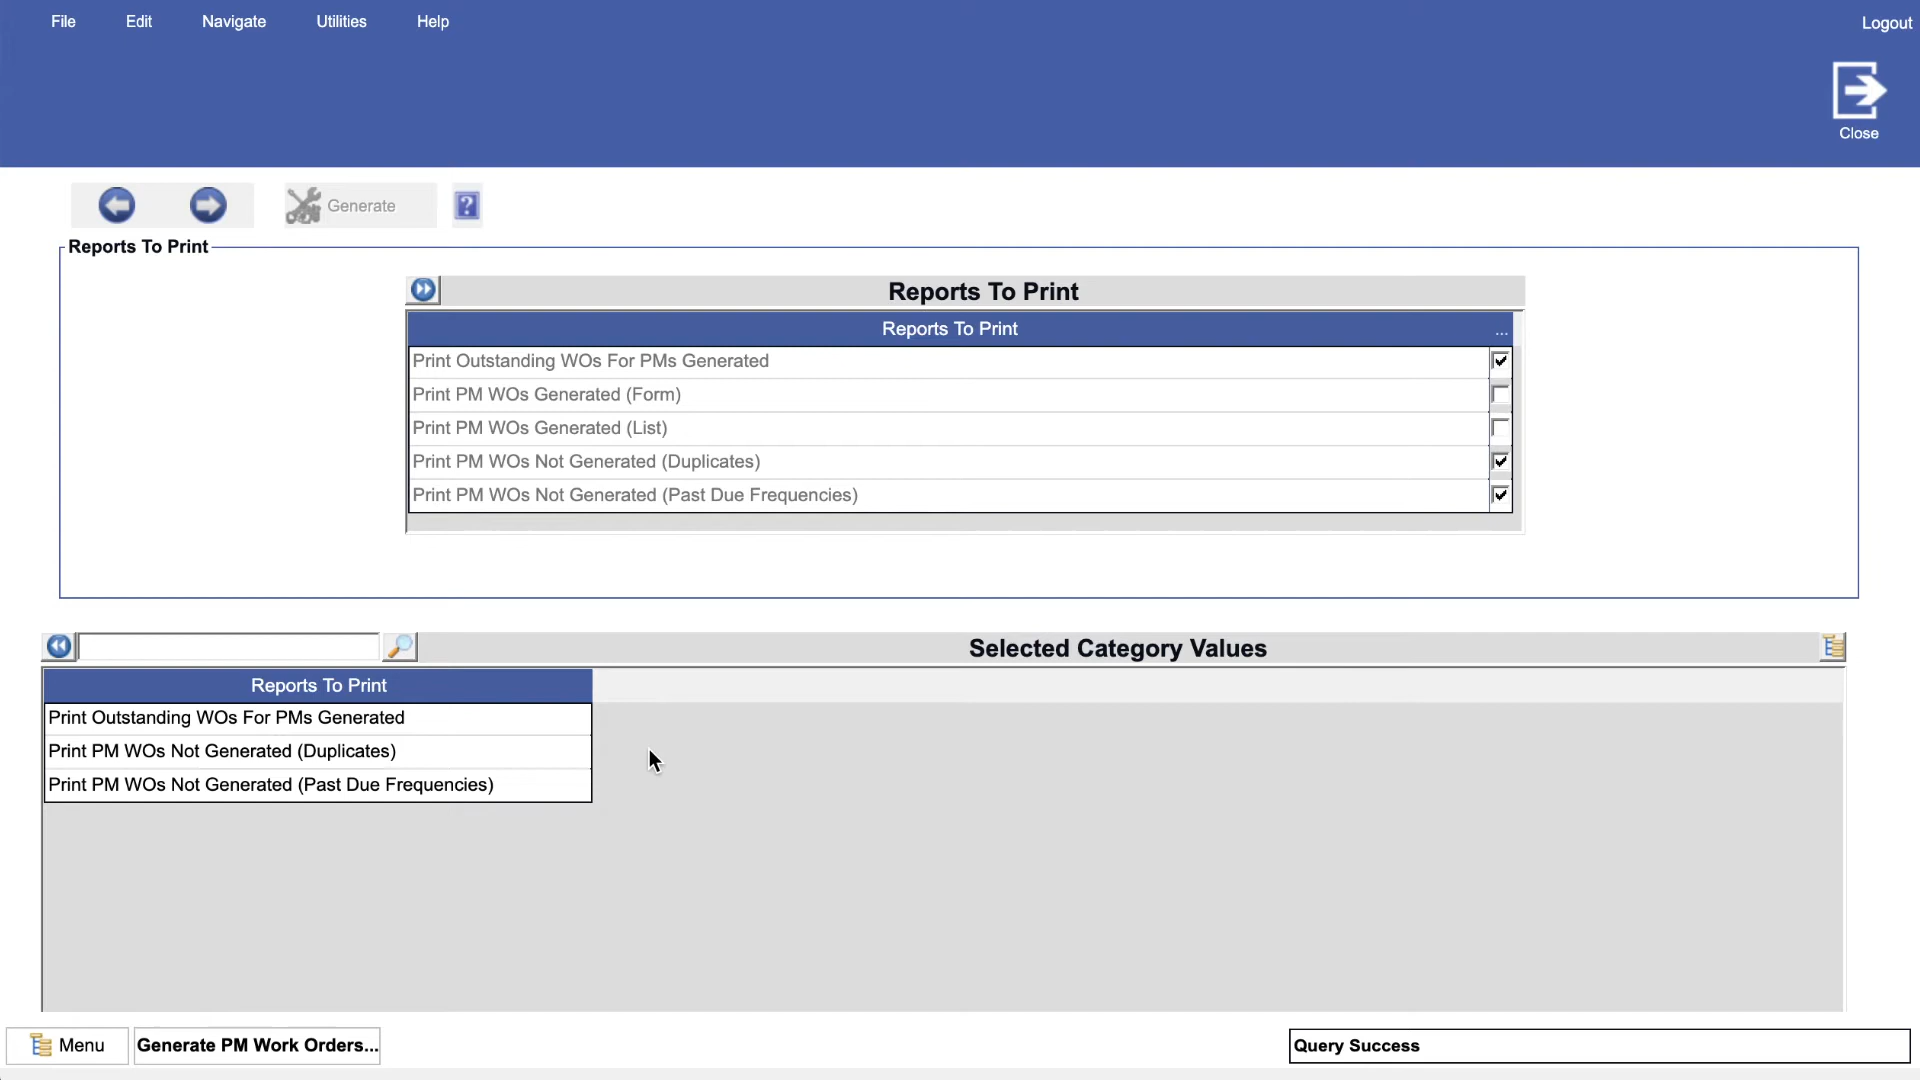 File Edit Navigate Utilities Help Logout
Close
Generate ?
Reports To Print
Reports To Print
Reports To Print ...
Print Outstanding WOs For PMs Generated
Print PM WOs Generated (Form)
Print PM WOs Generated (List)
Print PM WOs Not Generated (Duplicates)
Print PM WOs Not Generated (Past Due Frequencies)
Selected Category Values
Reports To Print
Print Outstanding WOs For PMs Generated
Print PM WOs Not Generated (Duplicates)
Print PM WOs Not Generated (Past Due Frequencies)
Menu Generate PM Work Orders... Query Success